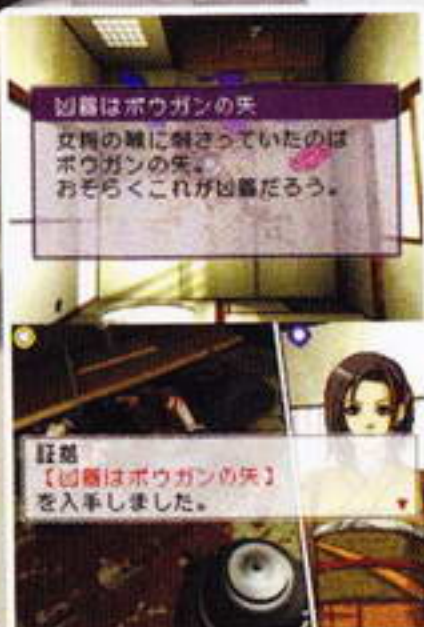 凶器はボウガンの矢
女将の喉に刺さっていたのは
ボウガンの矢。
おそらくこれが凶器だろう。
証拠
【凶器はボウガンの矢】
を入手しました。